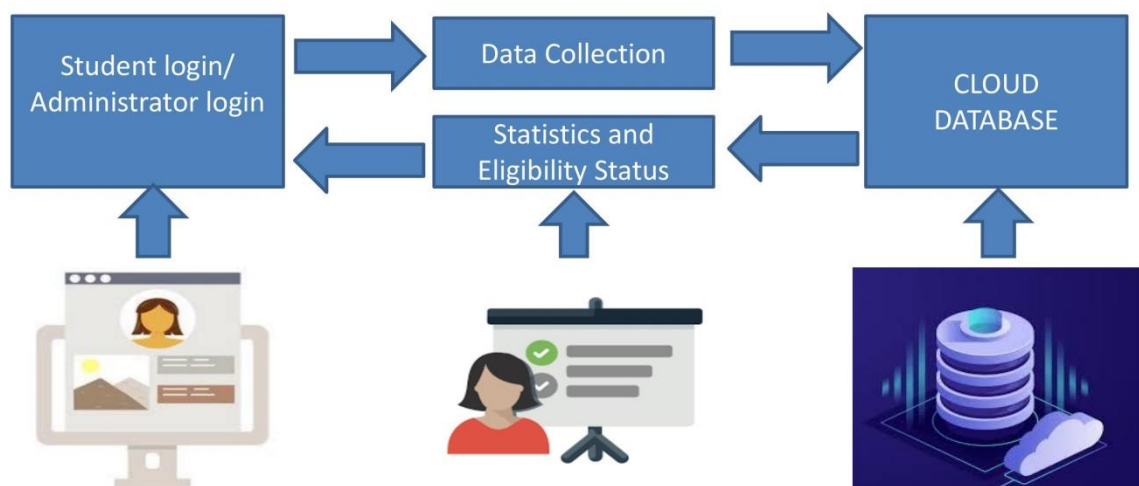 Student login/
Administrator login
Data Collection
Statistics and
Eligibility Status
CLOUD
DATABASE